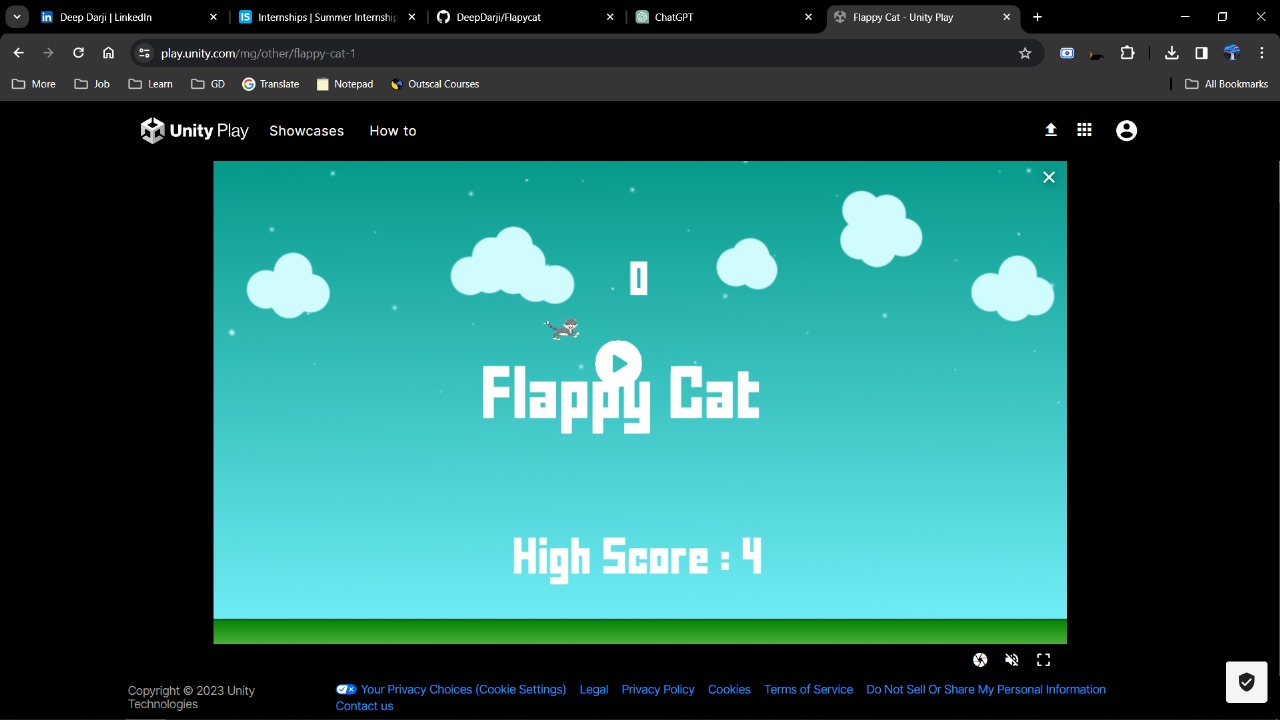 Deep Darji | LinkedIn
Internships | Summer Internship
DeepDarji/Flapycat
ChatGPT
Flappy Cat - Unity Play
play.unity.com/mg/other/flappy-cat-1
More
Job
Learn
GD
Translate
Notepad
Outscal Courses
All Bookmarks
Unity Play
Showcases
How to
0
Flappy Cat
High Score : 4
Copyright © 2023 Unity
Technologies
Your Privacy Choices (Cookie Settings)
Legal
Privacy Policy
Cookies
Terms of Service
Do Not Sell Or Share My Personal Information
Contact us